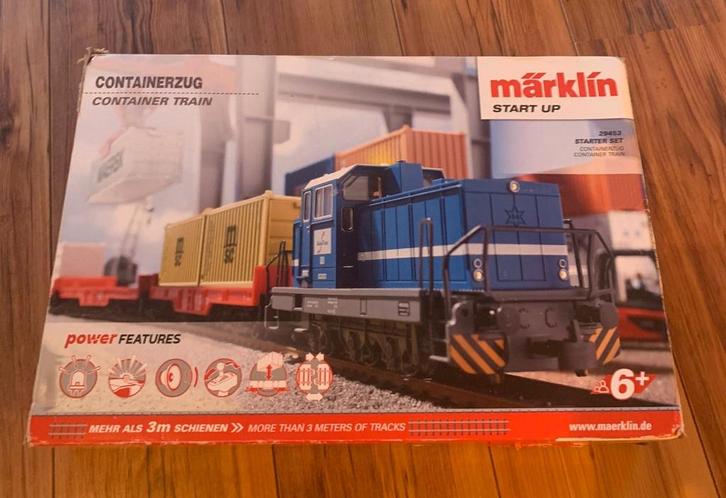 CONTAINERZUG
CONTAINER TRAIN
märklin
START UP
29453
STARTER SET
CONTAINERZUG
CONTAINER TRAIN
power FEATURES
6+
MEHR ALS 3m SCHIENEN >> MORE THAN 3 METERS OF TRACKS
www.maerklin.de